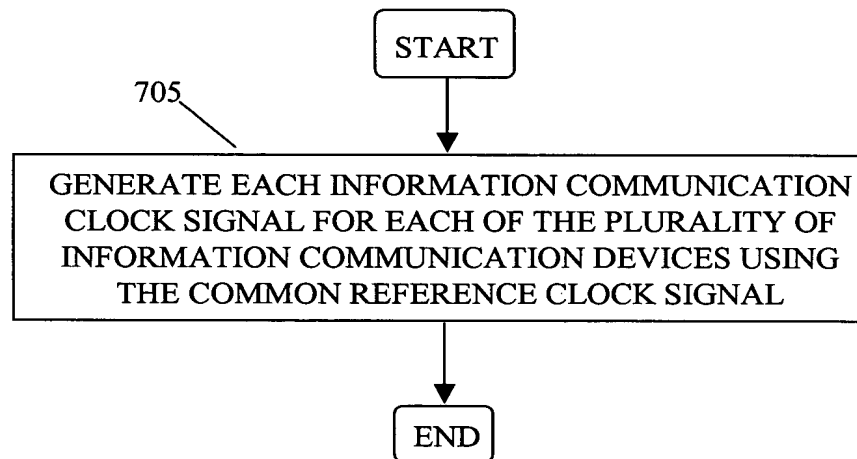 START
705
GENERATE EACH INFORMATION COMMUNICATION
CLOCK SIGNAL FOR EACH OF THE PLURALITY OF
INFORMATION COMMUNICATION DEVICES USING
THE COMMON REFERENCE CLOCK SIGNAL
END